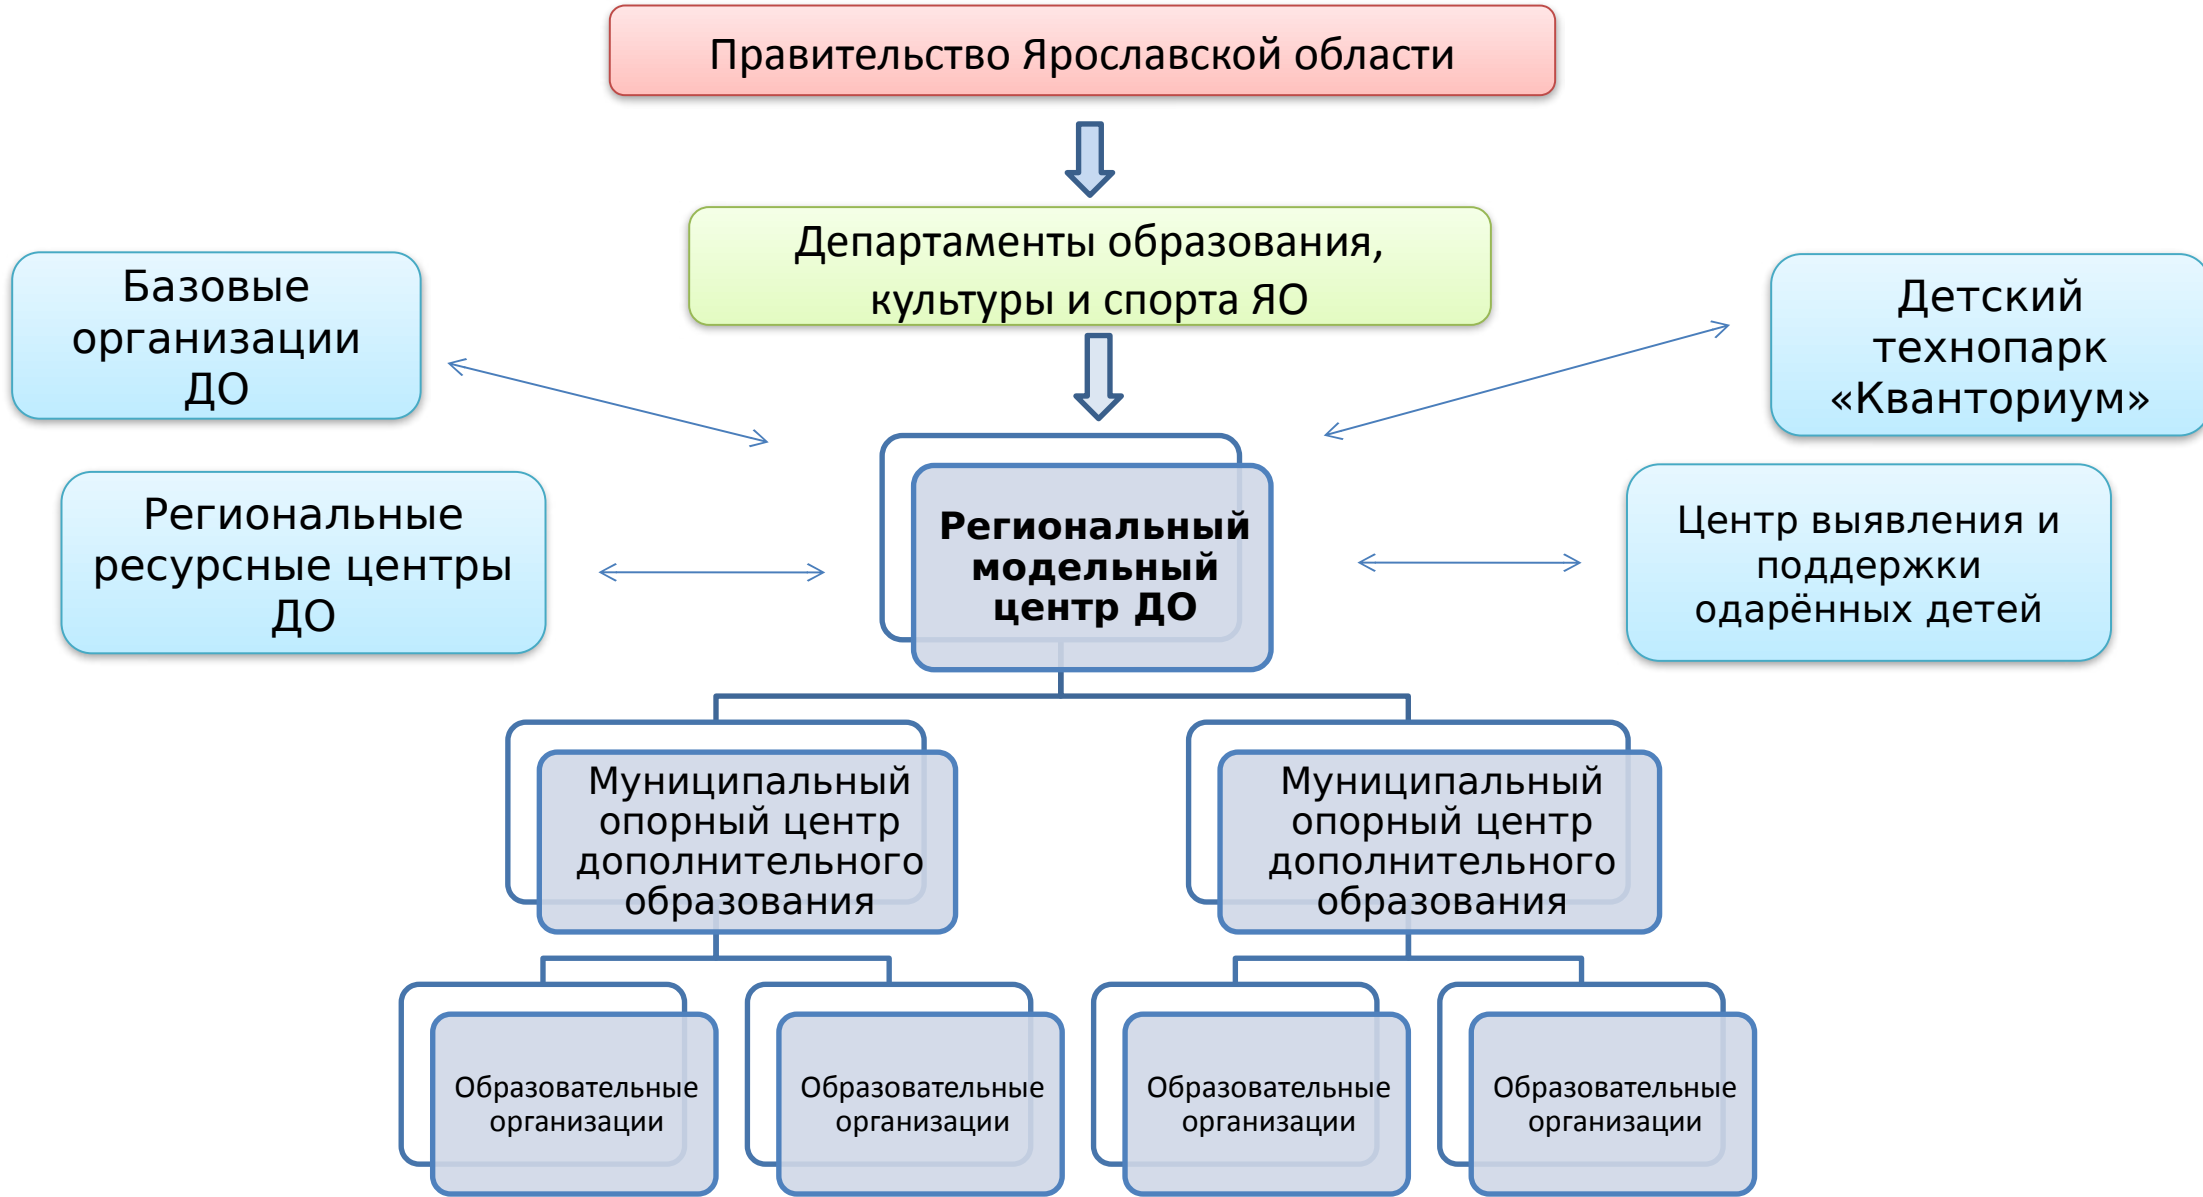 Правительство Ярославской области
Департаменты образования,
культуры и спорта ЯО
Базовые
организации
ДО
Детский
технопарк
«Кванториум»
Региональные
ресурсные центры
ДО
Региональный
модельный
центр ДО
Центр выявления и
поддержки
одарённых детей
Муниципальный
опорный центр
дополнительного
образования
Муниципальный
опорный центр
дополнительного
образования
Образовательные
организации
Образовательные
организации
Образовательные
организации
Образовательные
организации